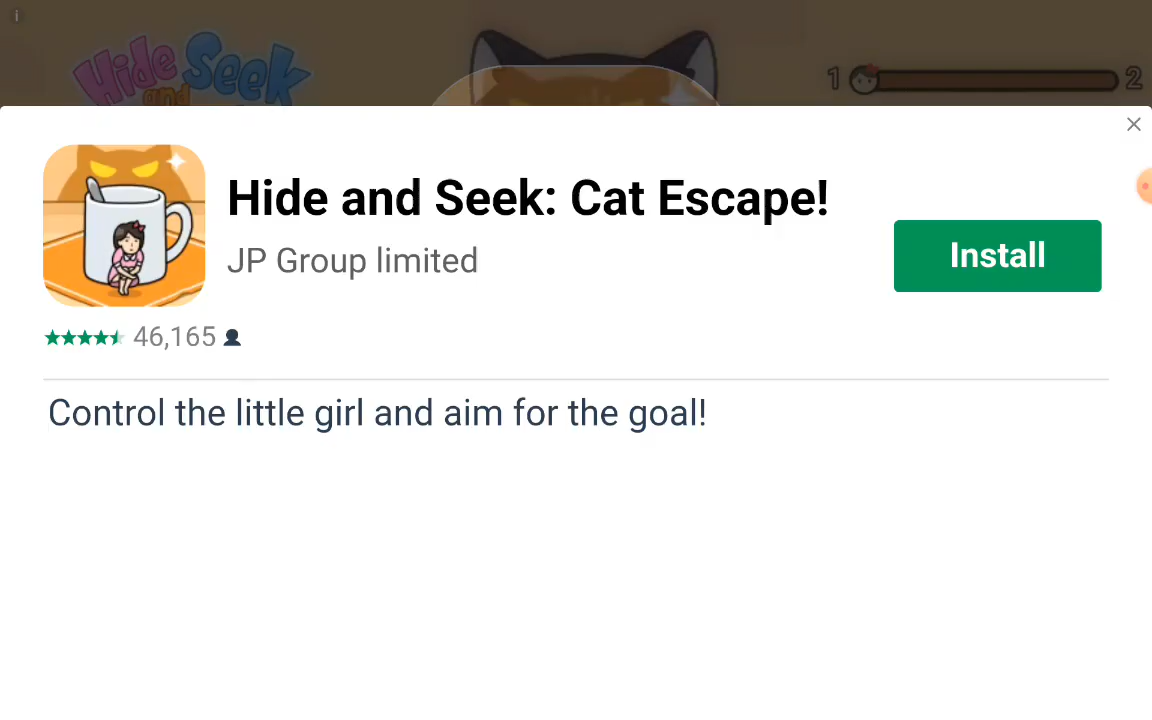 i
Hide and Seek
1 2
Hide and Seek: Cat Escape!
JP Group limited
Install
46,165
Control the little girl and aim for the goal!